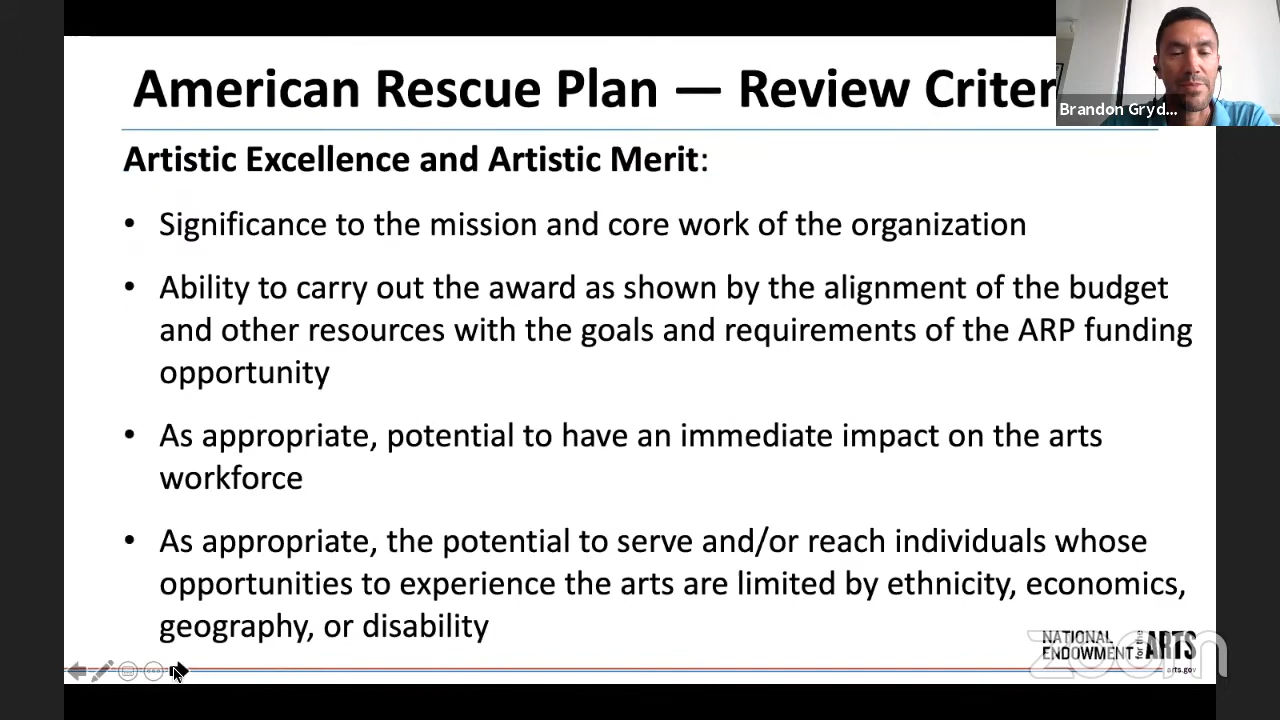 American Rescue Plan — Review Criter
Brandon Gryd...
Artistic Excellence and Artistic Merit:
• Significance to the mission and core work of the organization
• Ability to carry out the award as shown by the alignment of the budget
and other resources with the goals and requirements of the ARP funding
opportunity
• As appropriate, potential to have an immediate impact on the arts
workforce
• As appropriate, the potential to serve and/or reach individuals whose
opportunities to experience the arts are limited by ethnicity, economics,
geography, or disability
NATIONAL
ENDOWMENT for the ARTS
arts.gov
zoom